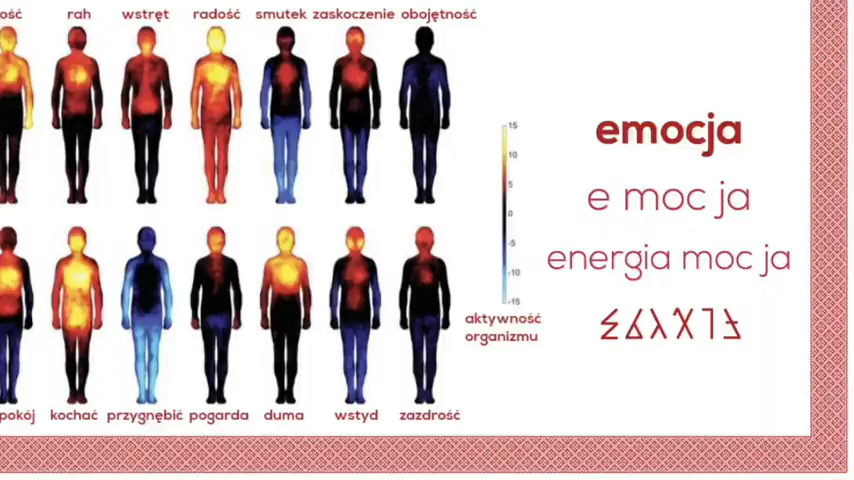 ość rah wstręt radość smutek zaskoczenie obojętność
15
10
5
0
-5
-10
-15
aktywność
organizmu
pokój kochać przygnębić pogarda duma wstyd zazdrość
emocja
e moc ja
energia moc ja